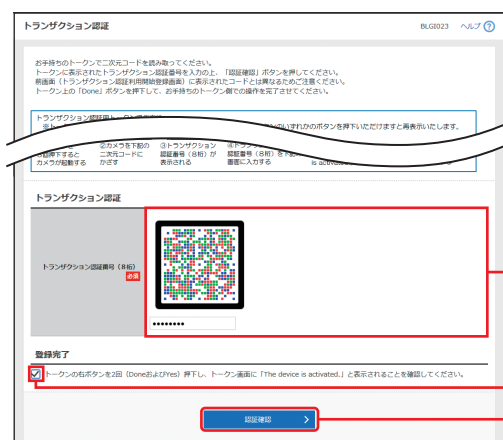 トランザクション認証
BLGI023 ヘルプ ?
お手持ちのトークンで二次元コードを読み取ってください。
トークンに表示されたトランザクション認証番号を入力の上、「認証確認」ボタンを押してください。
前画面（トランザクション認証利用開始登録画面）に表示されたコードとは異なるためご注意ください。
トークン上の「Done」ボタンを押下して、お手持ちのトークン側での操作を完了させてください。
のいずれかのボタンを押下いただけますと再表示いたします。
②カメラを下記の
二次元コードに
かざす
③トランザクション
認証番号（8桁）が
表示される
カメラが起動する
画面に入力する
トランザクション認証
トランザクション認証番号（8桁）
必須
••••••••
登録完了
トークンの右ボタンを2回（DoneおよびYes）押下し、トークン画面に「The device is activated.」と表示されることを確認してください。
認証確認